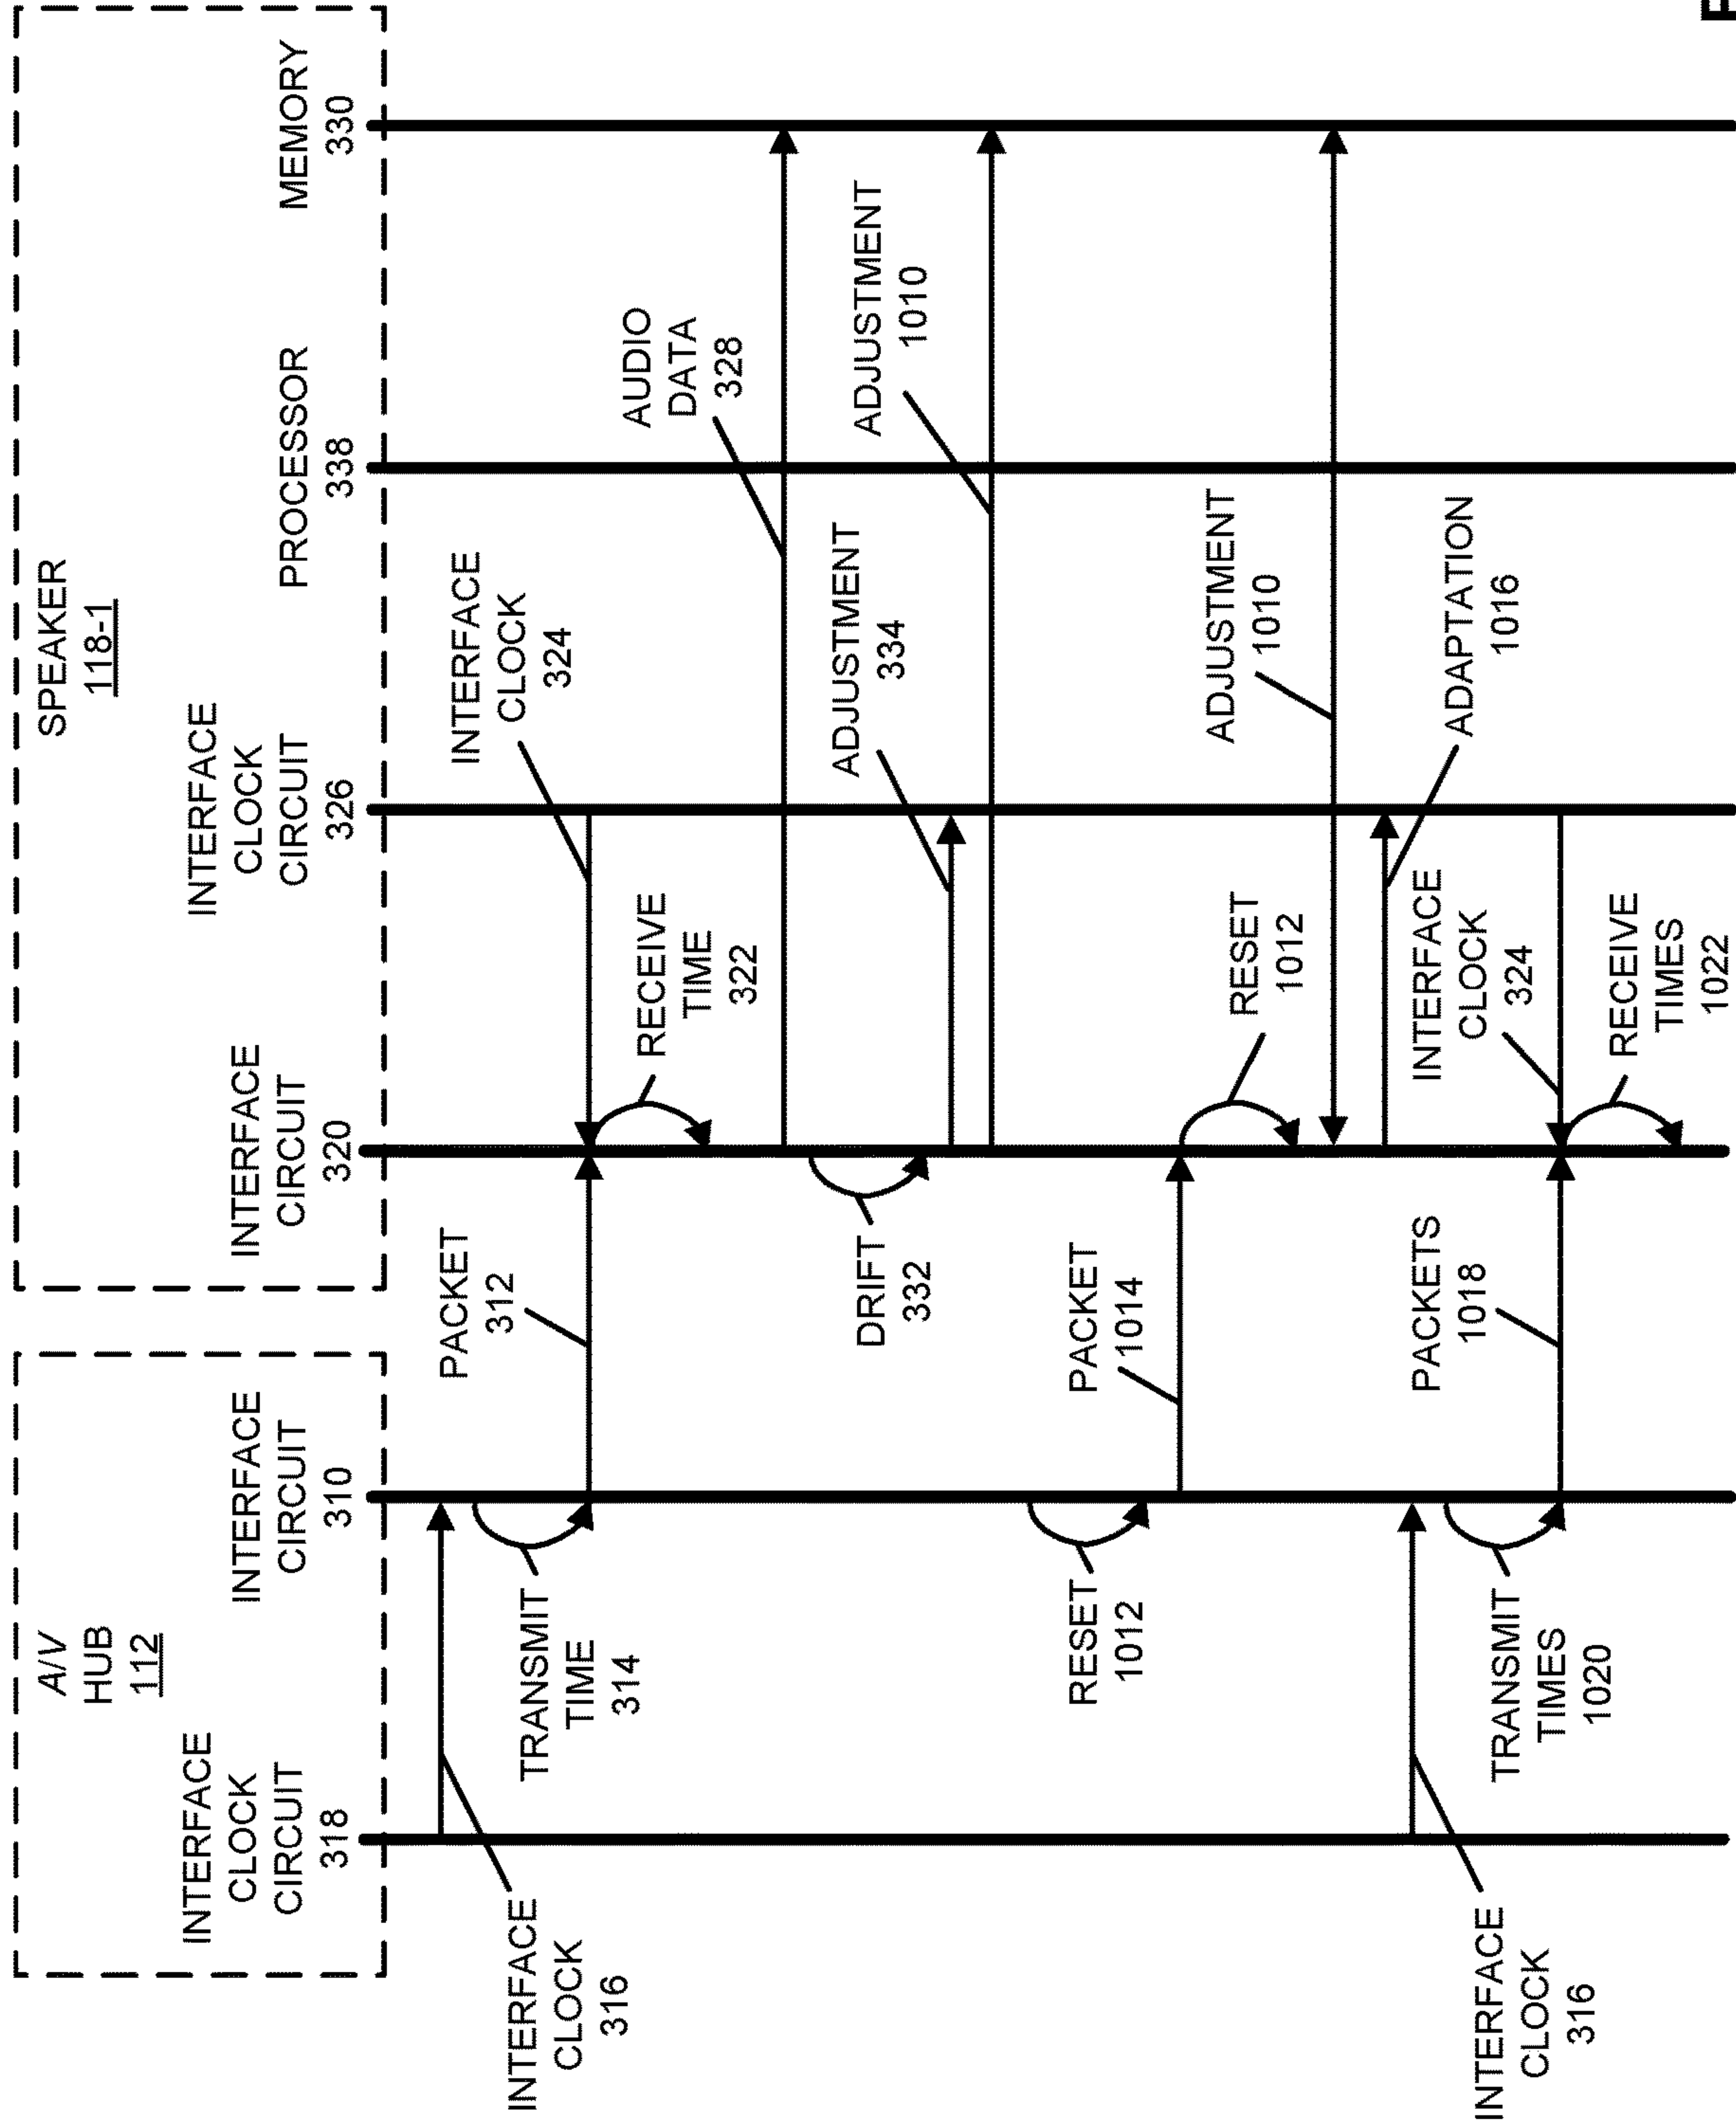 A/V
HUB
112
SPEAKER
118-1
INTERFACE
CLOCK
CIRCUIT
318
INTERFACE
CIRCUIT
310
INTERFACE
CIRCUIT
320
INTERFACE
CLOCK
CIRCUIT
326
PROCESSOR
338
MEMORY
330
INTERFACE
CLOCK
316
TRANSMIT
TIME
314
PACKET
312
INTERFACE
CLOCK
324
RECEIVE
TIME
322
AUDIO
DATA
328
DRIFT
332
ADJUSTMENT
334
ADJUSTMENT
1010
RESET
1012
PACKET
1014
RESET
1012
ADJUSTMENT
1010
ADAPTATION
1016
INTERFACE
CLOCK
316
TRANSMIT
TIMES
1020
PACKETS
1018
INTERFACE
CLOCK
324
RECEIVE
TIMES
1022